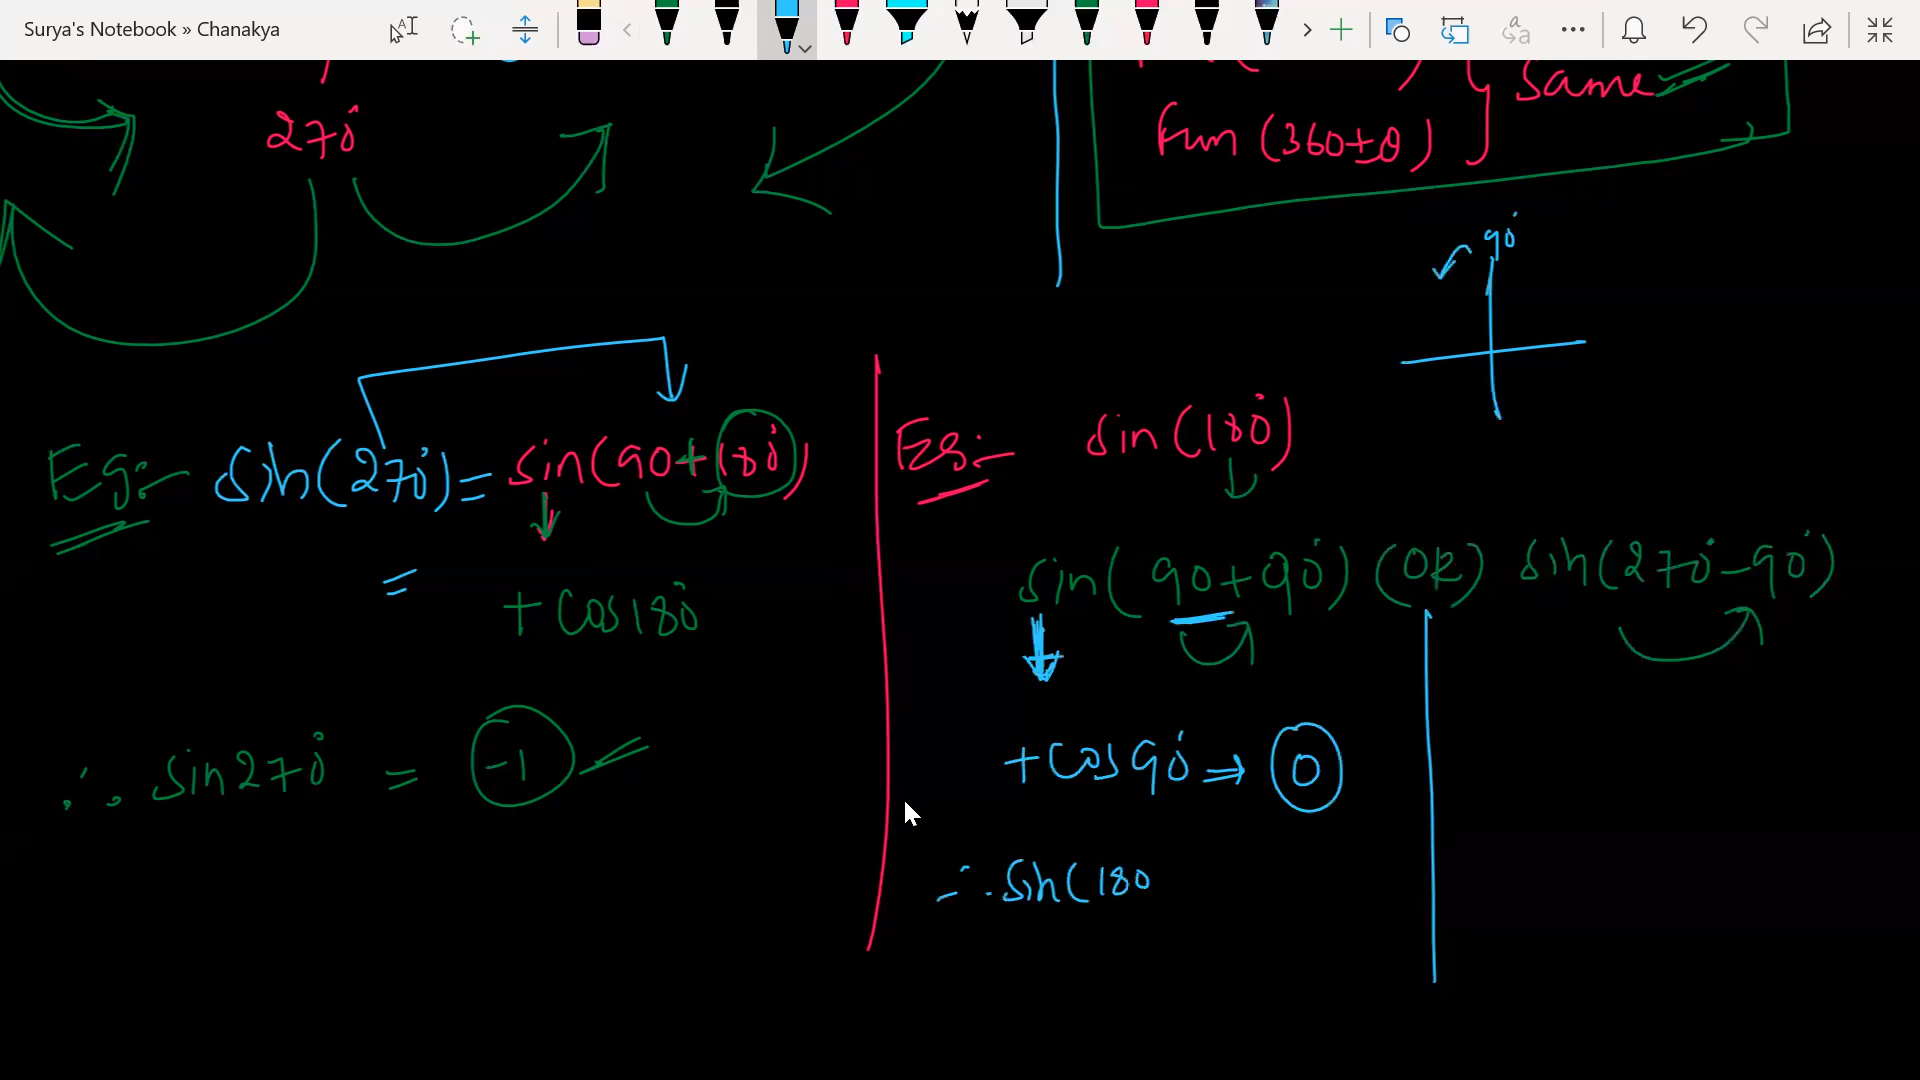 Surya's Notebook » Chanakya
270°
same
Fun (360±θ)
90°
Eg:- Sin(270°) = sin(90+180°)
= + Cos180°
∴ sin270° = -1
Eg:- sin(180°)
sin(90+90°) (OR) sin(270°-90°)
+Cos90° ⇒ 0
∴ Sin(180